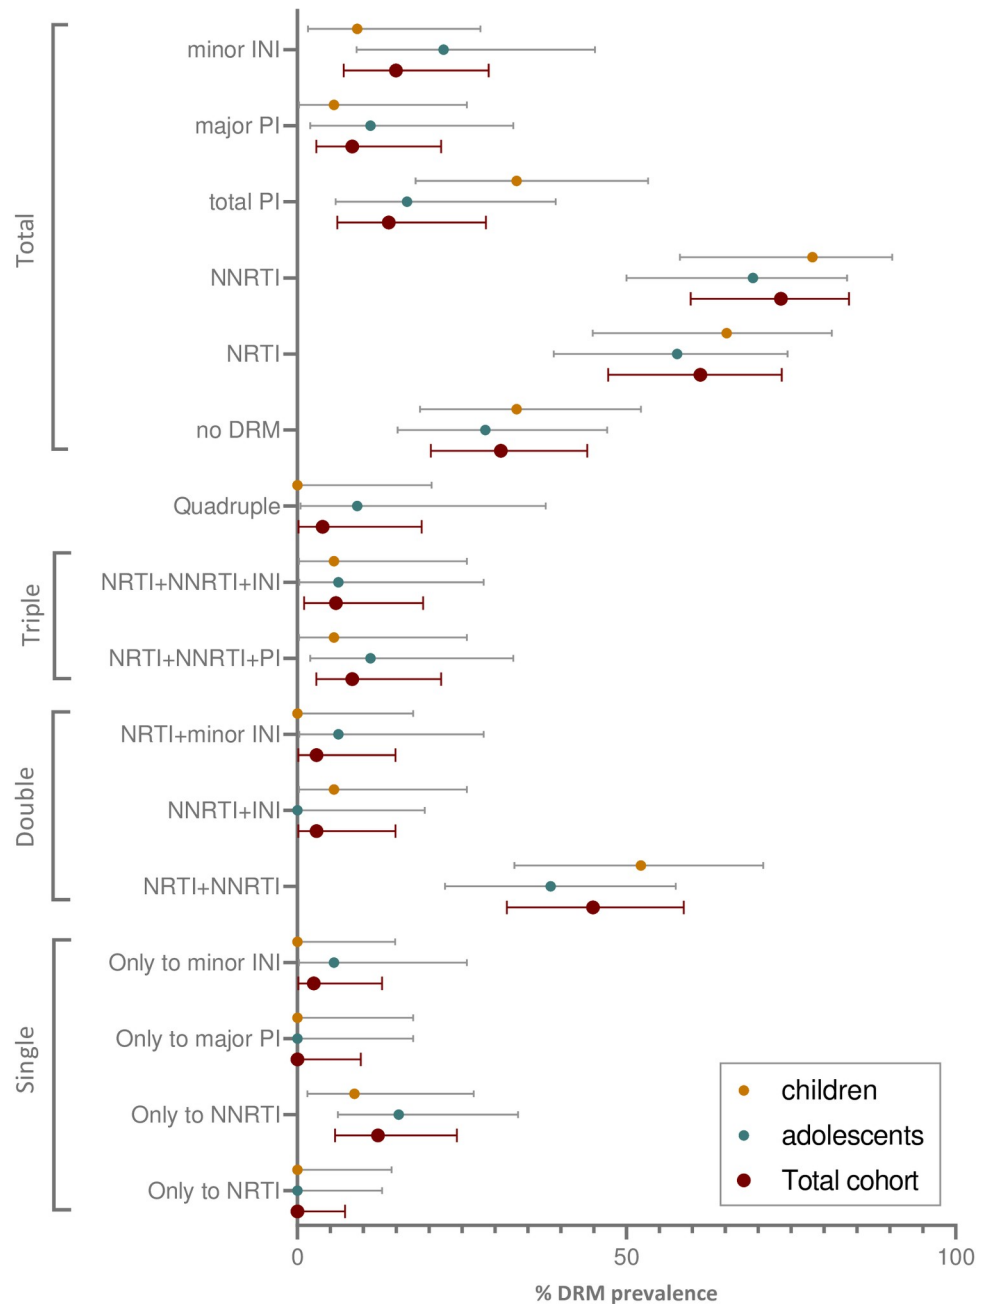 Total
minor INI
major PI
total PI
NNRTI
NRTI
no DRM
Quadruple
Triple
NRTI+NNRTI+INI
NRTI+NNRTI+PI
Double
NRTI+minor INI
NNRTI+INI
NRTI+NNRTI
Single
Only to minor INI
Only to major PI
Only to NNRTI
Only to NRTI
children
adolescents
Total cohort
0
50
100
% DRM prevalence